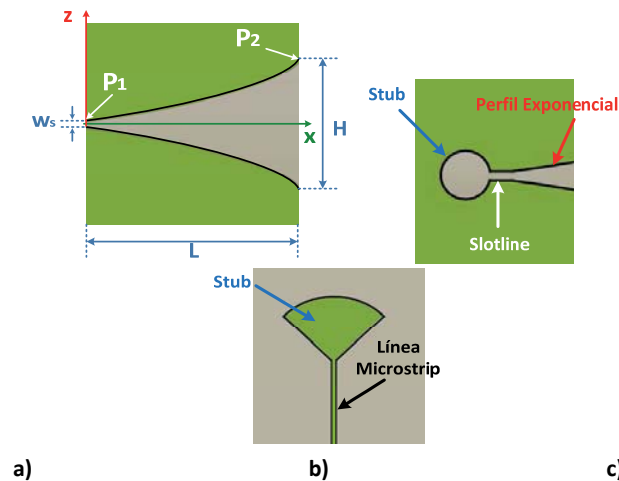 z
P1
P2
ws
x
H
L
Stub
Perfil Exponencial
Slotline
Stub
Línea
Microstrip
a) b) c)